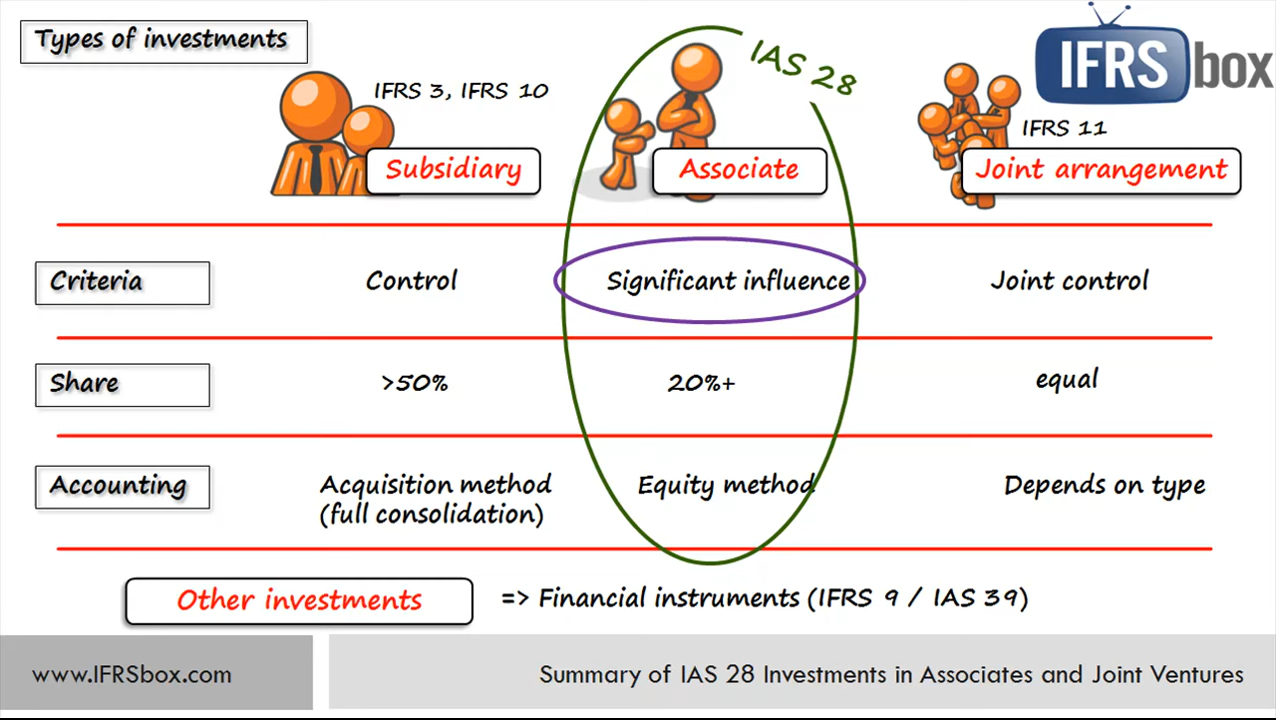 Types of investments
IAS 28
IFRS box
IFRS 3, IFRS 10
IFRS 11
Subsidiary
Associate
Joint arrangement
Criteria
Control
Significant influence
Joint control
Share
>50%
20%+
equal
Accounting
Acquisition method
(full consolidation)
Equity method
Depends on type
Other investments
=> Financial instruments (IFRS 9 / IAS 39)
www.IFRSbox.com
Summary of IAS 28 Investments in Associates and Joint Ventures